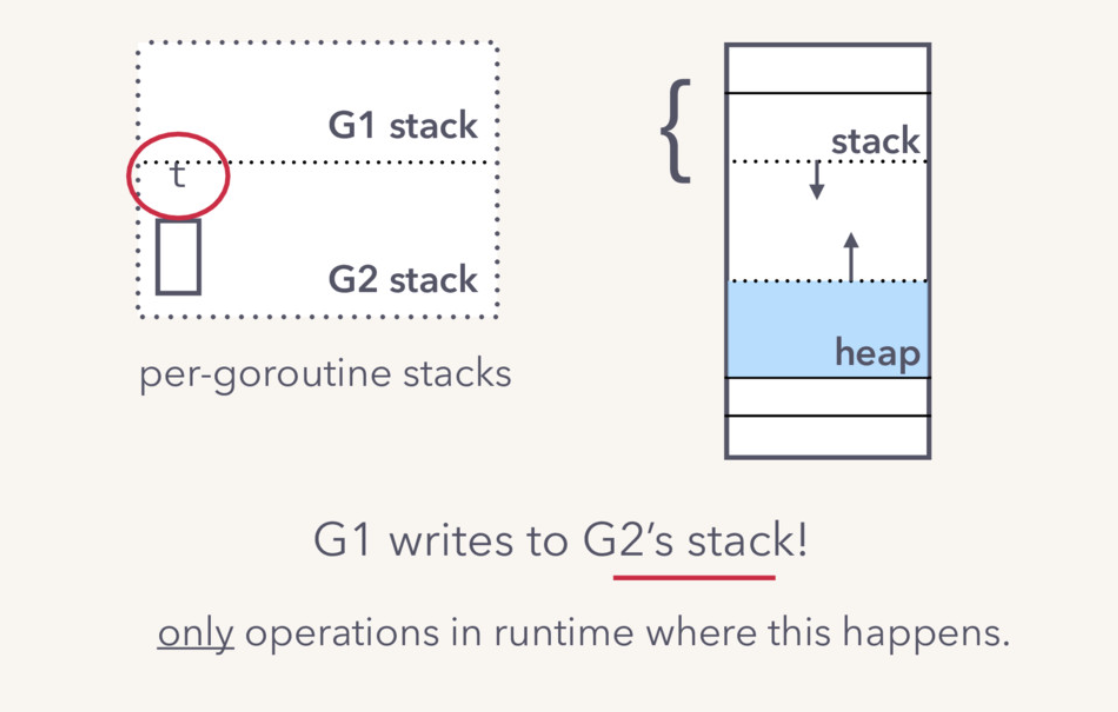 G1 stack
t
G2 stack
per-goroutine stacks
{
stack
heap
G1 writes to G2’s stack!
only operations in runtime where this happens.